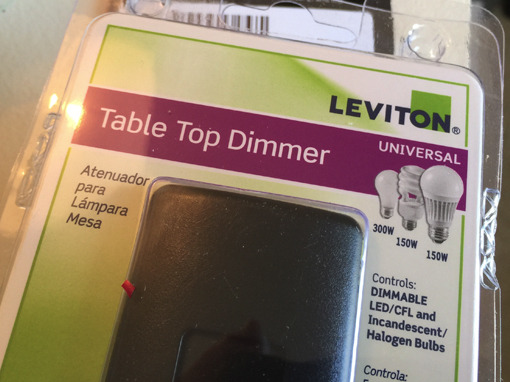 LEVITON®
Table Top Dimmer
UNIVERSAL
Atenuador
para
Lámpara
Mesa
300W
150W
150W
Controls:
DIMMABLE
LED/CFL and
Incandescent/
Halogen Bulbs
Controla: